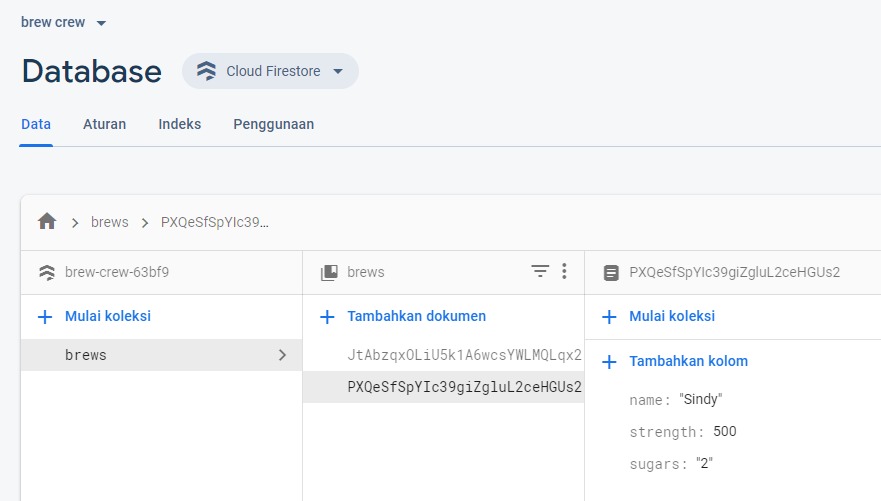 brew crew
Database Cloud Firestore
Data Aturan Indeks Penggunaan
brews PXQeSfSpYIc39…
brew-crew-63bf9
Mulai koleksi
brews
brews
Tambahkan dokumen
JtAbzqxOLiU5k1A6wcsYWLMQLqx2
PXQeSfSpYIc39giZgluL2ceHGUs2
PXQeSfSpYIc39giZgluL2ceHGUs2
Mulai koleksi
Tambahkan kolom
name: "Sindy"
strength: 500
sugars: "2"